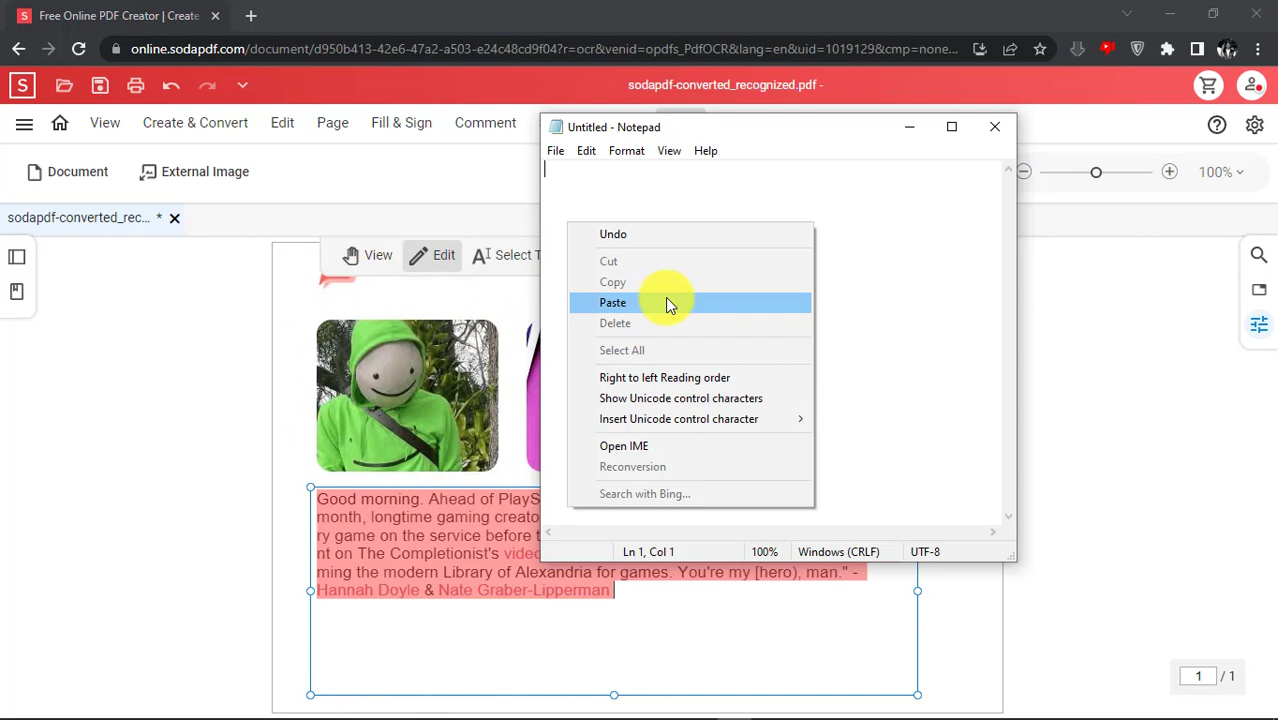 Free Online PDF Creator | Create
online.sodapdf.com/document/d950b413-42e6-47a2-a503-e24c48cd9f04?r=ocr&venid=opdfs_PdfOCR&lang=en&uid=1019129&cmp=none...
S
sodapdf-converted_recognized.pdf -
View Create & Convert Edit Page Fill & Sign Comment
Document External Image
100%
sodapdf-converted_rec... *
View Edit Select T
Untitled - Notepad
File Edit Format View Help
Undo
Cut
Copy
Paste
Delete
Select All
Right to left Reading order
Show Unicode control characters
Insert Unicode control character
Open IME
Reconversion
Search with Bing...
Ln 1, Col 1 100% Windows (CRLF) UTF-8
Good morning. Ahead of PlayS
month, longtime gaming creato
ry game on the service before t
nt on The Completionist's video
ming the modern Library of Alexandria for games. You're my [hero), man." -
Hannah Doyle & Nate Graber-Lipperman
1 / 1